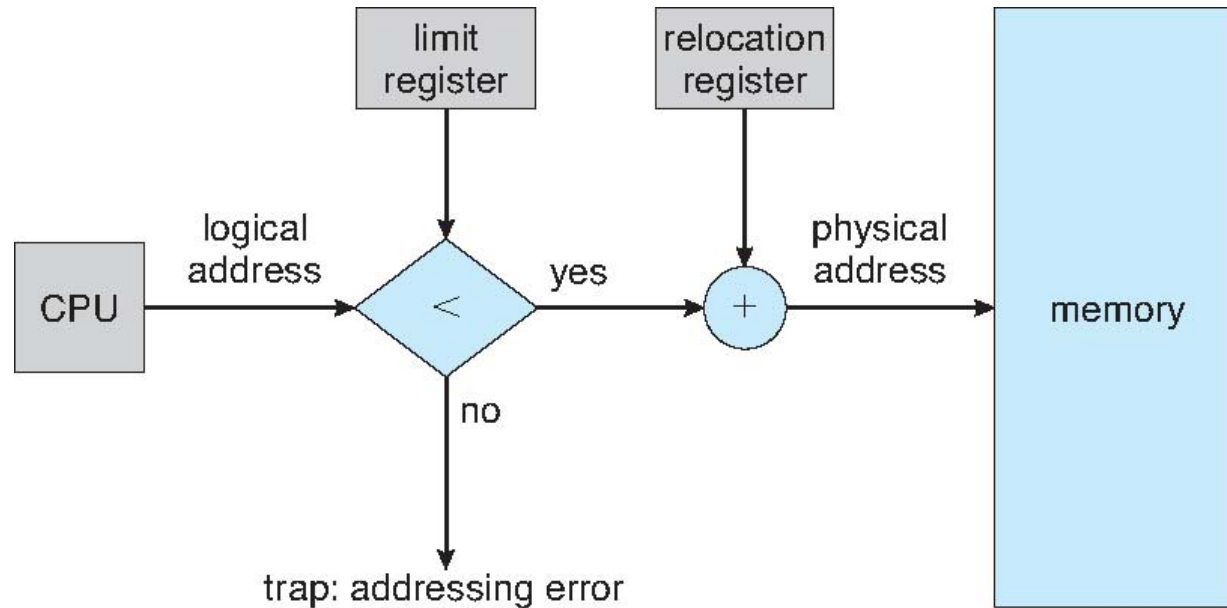 limit
register
relocation
register
logical
address
physical
address
CPU
<
yes
+
memory
no
trap: addressing error